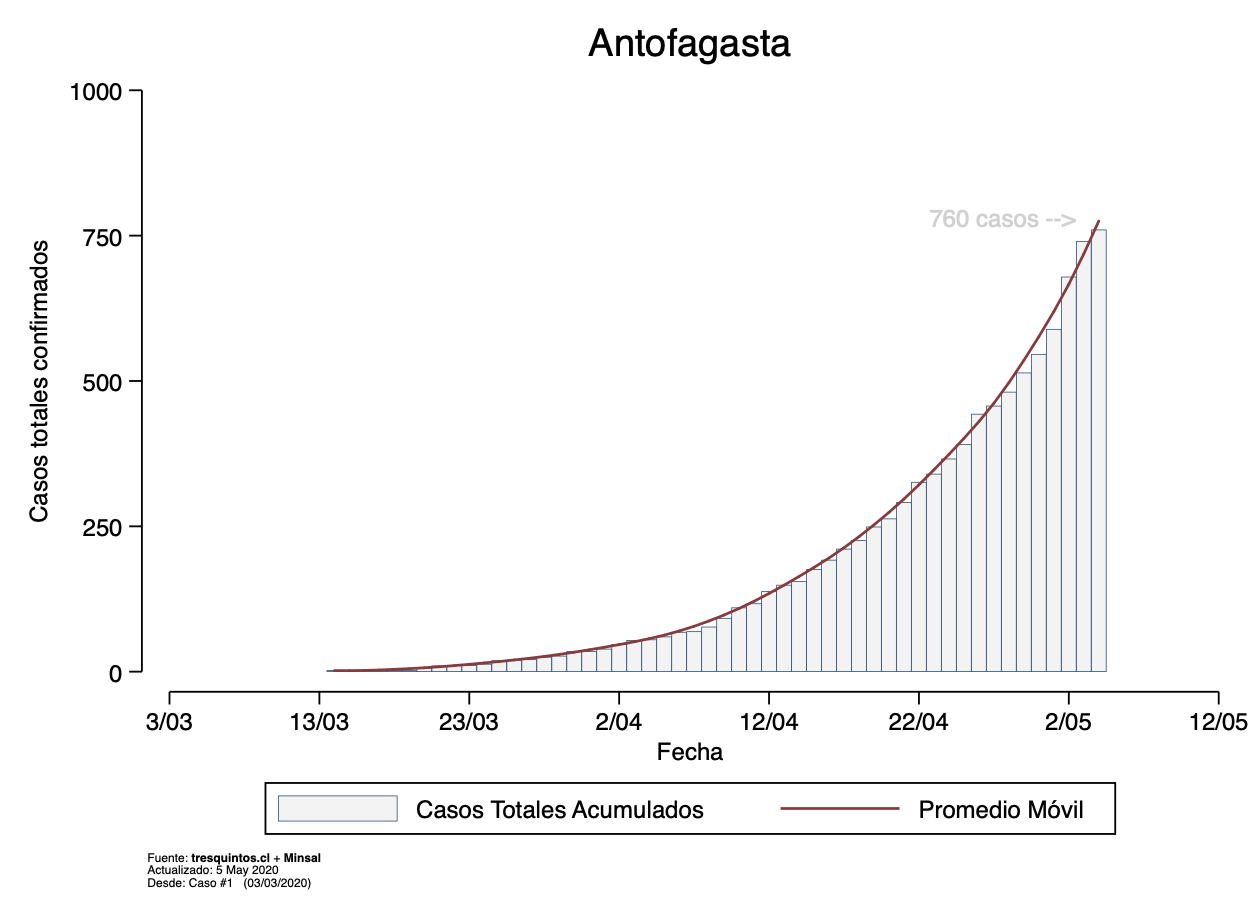 Antofagasta
1000
750
500
250
0
Casos totales confirmados
760 casos -->
3/03 13/03 23/03 2/04 12/04 22/04 2/05 12/05
Fecha
Casos Totales Acumulados Promedio Móvil
Fuente: tresquintos.cl + Minsal
Actualizado: 5 May 2020
Desde: Caso #1 (03/03/2020)